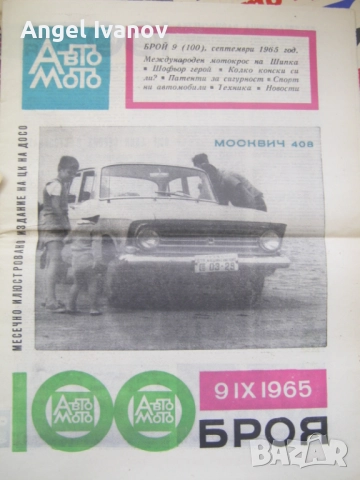 Angel Ivanov
АВТО
МОТО
БРОЙ 9 (100), септември 1965 год.
Международен мотокрос на Шипка
* Шофьор герой * Колко конски си
ли? * Патенти за сигурност * Спорт
на автомобила * Техника * Новости
МЕСЕЧНО ИЛЮСТРОВАНО ИЗДАНИЕ НА ЦК НА ДОСО
МОСКВИЧ 408
03-25
100
АВТО
МОТО
АВТО
МОТО
9 IX 1965
БРОЯ
BAZAR